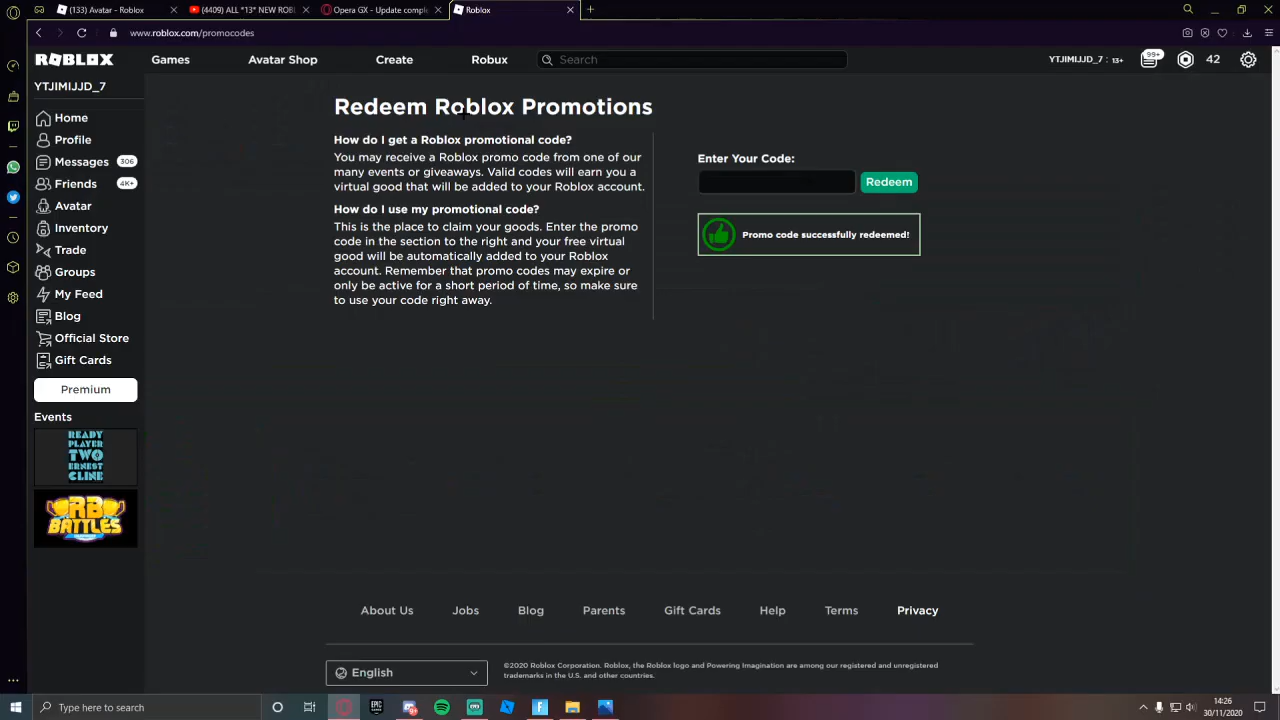 (133) Avatar - Roblox
(4409) ALL *13* NEW ROBL
Opera GX - Update comple
Roblox
www.roblox.com/promocodes
ROBLOX
Games
Avatar Shop
Create
Robux
Search
YTJIMIJJD_7 : 13+
99+
42
YTJIMIJJD_7
Home
Profile
Messages 306
Friends 4K+
Avatar
Inventory
Trade
Groups
My Feed
Blog
Official Store
Gift Cards
Premium
Events
READY
PLAYER
TWO
ERNEST
CLINE
RB
BATTLES
Redeem Roblox Promotions
How do I get a Roblox promotional code?
You may receive a Roblox promo code from one of our
many events or giveaways. Valid codes will earn you a
virtual good that will be added to your Roblox account.
How do I use my promotional code?
This is the place to claim your goods. Enter the promo
code in the section to the right and your free virtual
good will be automatically added to your Roblox
account. Remember that promo codes may expire or
only be active for a short period of time, so make sure
to use your code right away.
Enter Your Code:
Redeem
Promo code successfully redeemed!
About Us
Jobs
Blog
Parents
Gift Cards
Help
Terms
Privacy
English
©2020 Roblox Corporation. Roblox, the Roblox logo and Powering Imagination are among our registered and unregistered
trademarks in the U.S. and other countries.
Type here to search
EPIC
GAMES
14:26
30/11/2020